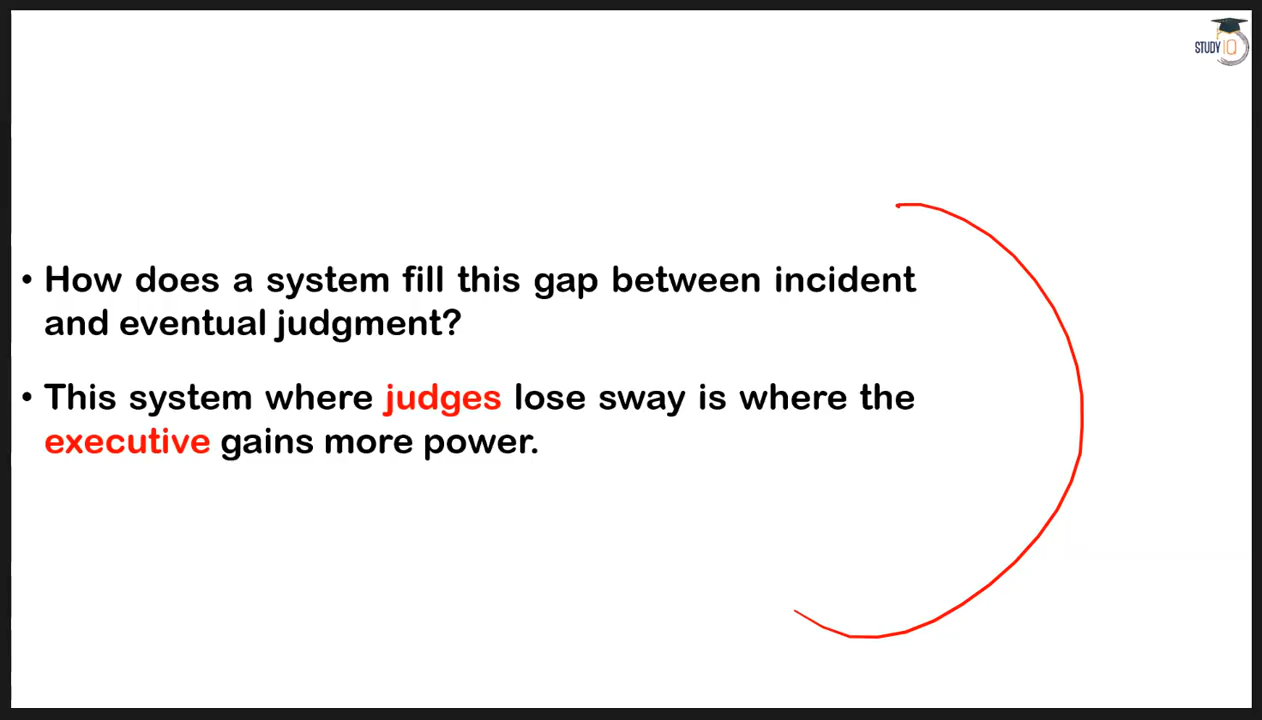 STUDY IQ
• How does a system fill this gap between incident
and eventual judgment?
• This system where judges lose sway is where the
executive gains more power.